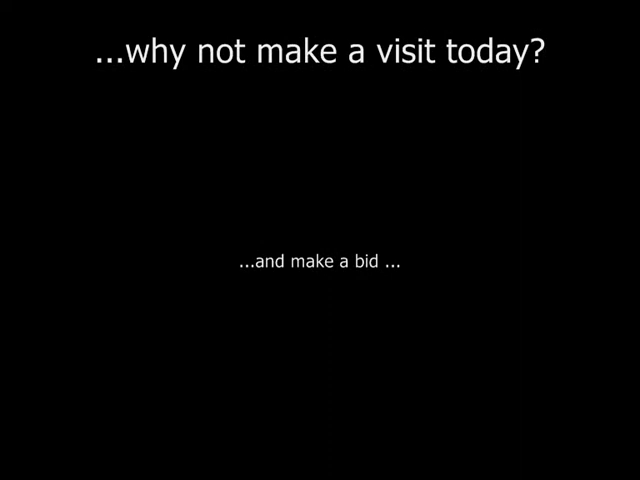 ...why not make a visit today?
...and make a bid ...